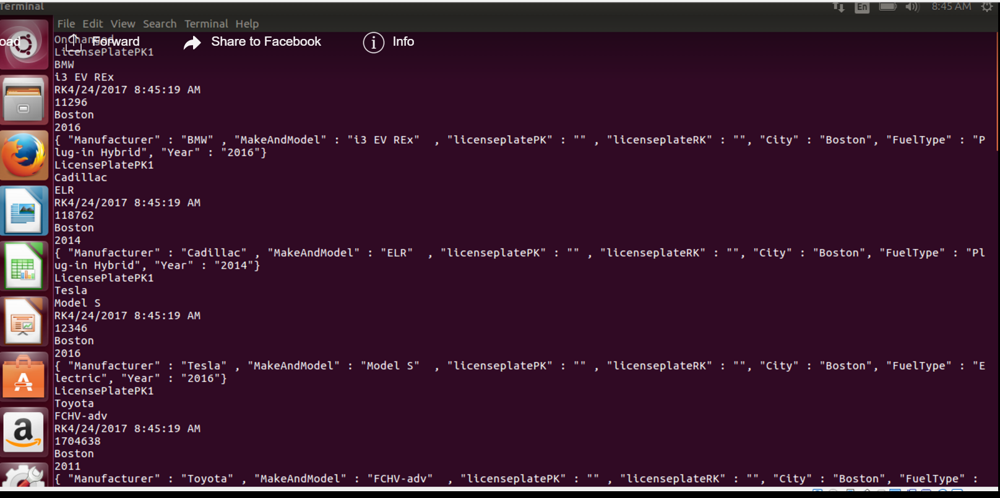 Terminal
En
8:45 AM
File Edit View Search Terminal Help
oad
Forward
Share to Facebook
Info
OnChanged
LicensePlatePK1
BMW
i3 EV REx
RK4/24/2017 8:45:19 AM
11296
Boston
2016
{ "Manufacturer" : "BMW" , "MakeAndModel" : "i3 EV REx"  , "licenseplatePK" : "" , "licenseplateRK" : "", "City" : "Boston", "FuelType" : "P
lug-in Hybrid", "Year" : "2016"}
LicensePlatePK1
Cadillac
ELR
RK4/24/2017 8:45:19 AM
118762
Boston
2014
{ "Manufacturer" : "Cadillac" , "MakeAndModel" : "ELR"  , "licenseplatePK" : "" , "licenseplateRK" : "", "City" : "Boston", "FuelType" : "Pl
ug-in Hybrid", "Year" : "2014"}
LicensePlatePK1
Tesla
Model S
RK4/24/2017 8:45:19 AM
12346
Boston
2016
{ "Manufacturer" : "Tesla" , "MakeAndModel" : "Model S"  , "licenseplatePK" : "" , "licenseplateRK" : "", "City" : "Boston", "FuelType" : "E
lectric", "Year" : "2016"}
LicensePlatePK1
Toyota
FCHV-adv
RK4/24/2017 8:45:19 AM
1704638
Boston
2011
{ "Manufacturer" : "Toyota" , "MakeAndModel" : "FCHV-adv"  , "licenseplatePK" : "" , "licenseplateRK" : "", "City" : "Boston", "FuelType" :